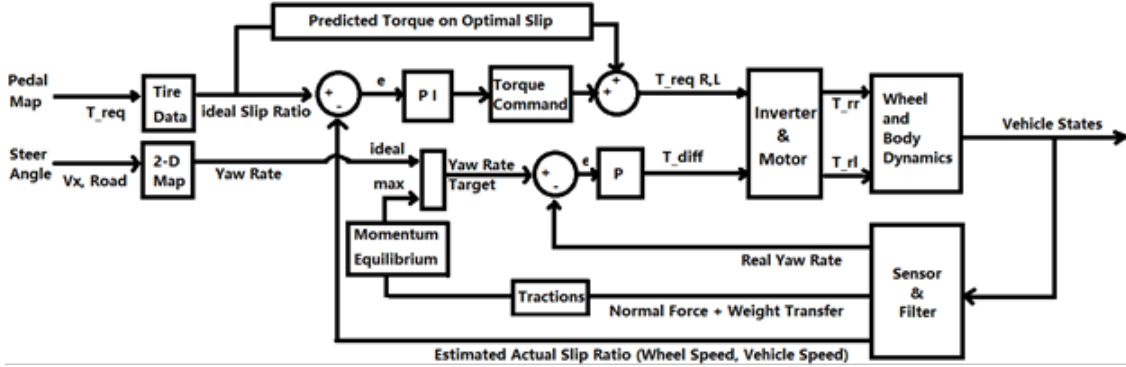 Predicted Torque on Optimal Slip
Pedal
Map
T_req
Tire
Data
ideal Slip Ratio
+
-
e
P I
Torque
Command
+
+
T_req R,L
Inverter
&
Motor
T_rr
T_rl
Wheel
and
Body
Dynamics
Vehicle States
Steer
Angle
Vx, Road
2-D
Map
Yaw Rate
ideal
max
Yaw Rate
Target
+
-
e
P
T_diff
Momentum
Equilibrium
Real Yaw Rate
Tractions
Normal Force + Weight Transfer
Sensor
&
Filter
Estimated Actual Slip Ratio (Wheel Speed, Vehicle Speed)